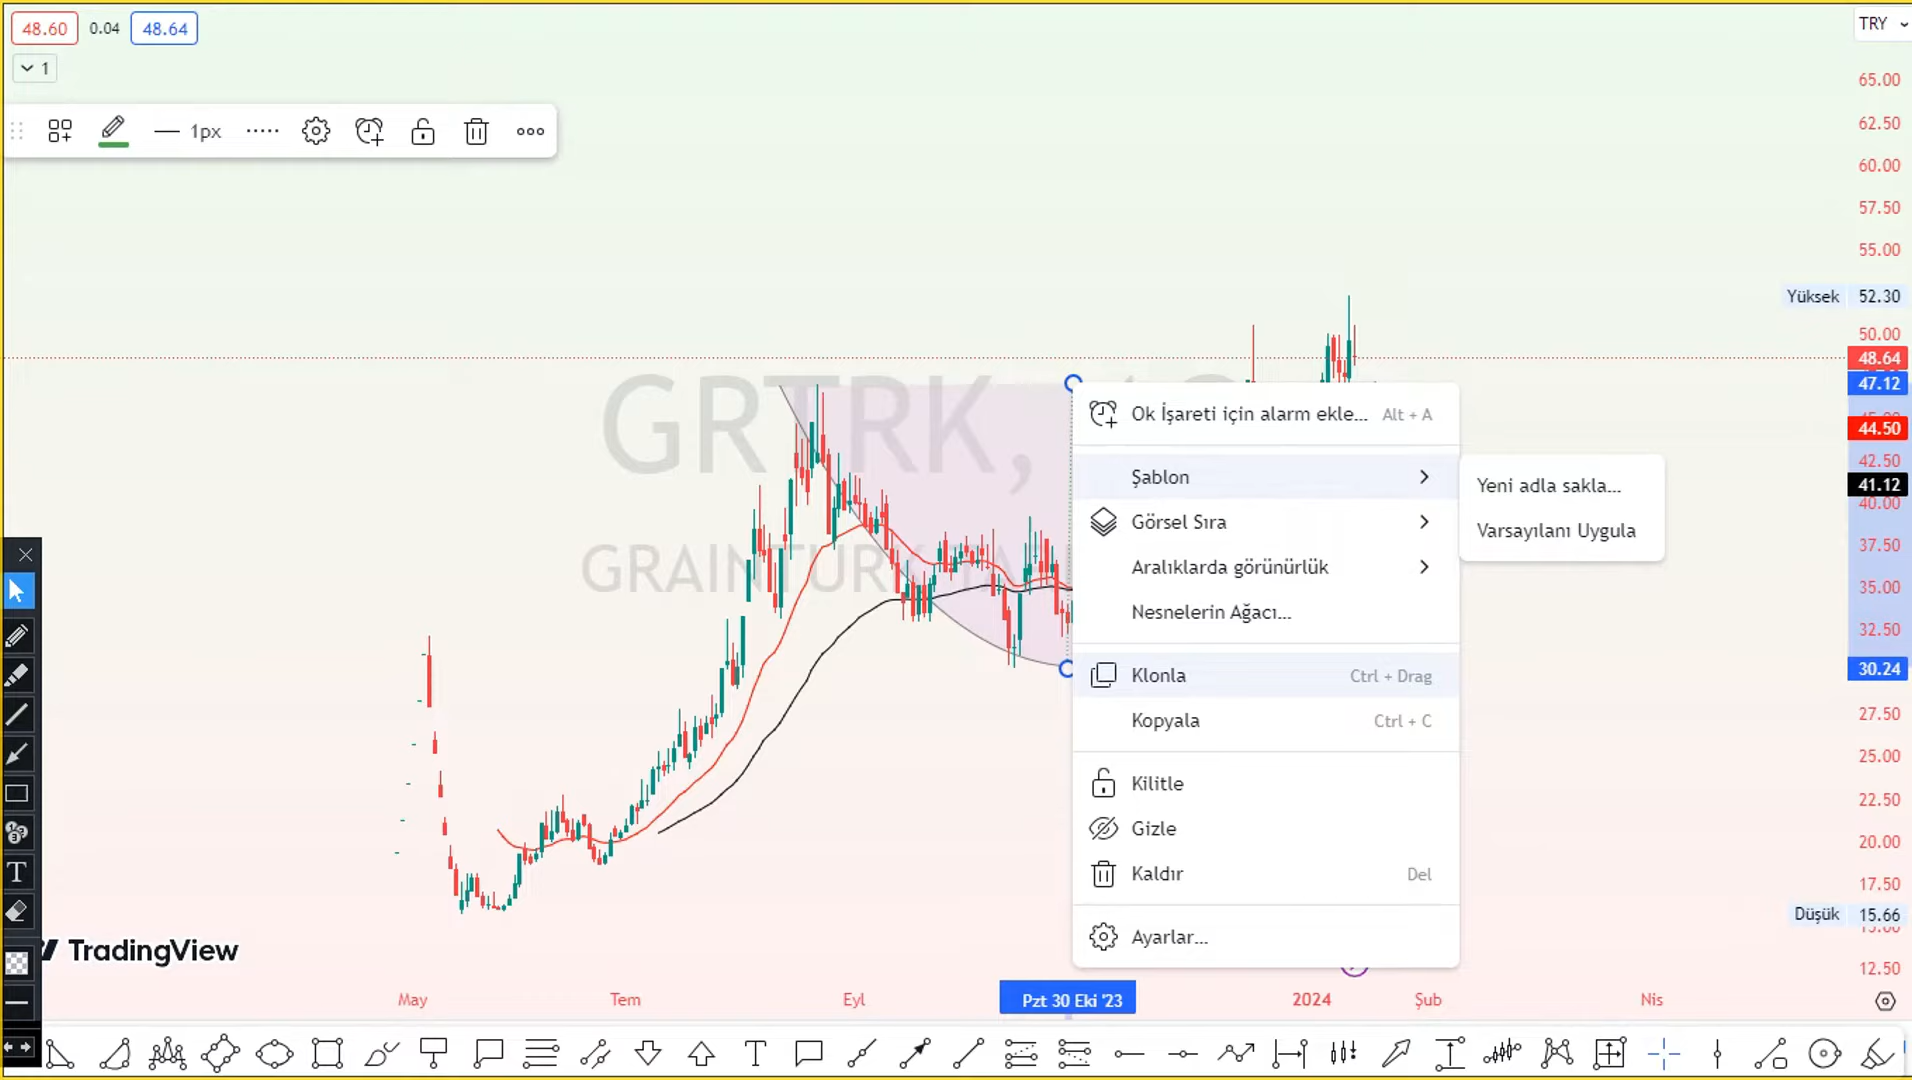 48.60 0.04 48.64
1
1px
TRY
65.00
62.50
60.00
57.50
55.00
Yüksek 52.30
50.00
48.64
47.12
44.50
42.50
41.12
40.00
37.50
35.00
32.50
30.24
27.50
25.00
22.50
20.00
17.50
Düşük 15.66
12.50
GRTRK,
GRAINTURK TA
Ok İşareti için alarm ekle... Alt + A
Şablon
Görsel Sıra
Aralıklarda görünürlük
Nesnelerin Ağacı...
Klonla Ctrl + Drag
Kopyala Ctrl + C
Kilitle
Gizle
Kaldır Del
Ayarlar...
Yeni adla sakla...
Varsayılanı Uygula
TradingView
May Tem Eyl Pzt 30 Eki '23 2024 Şub Nis